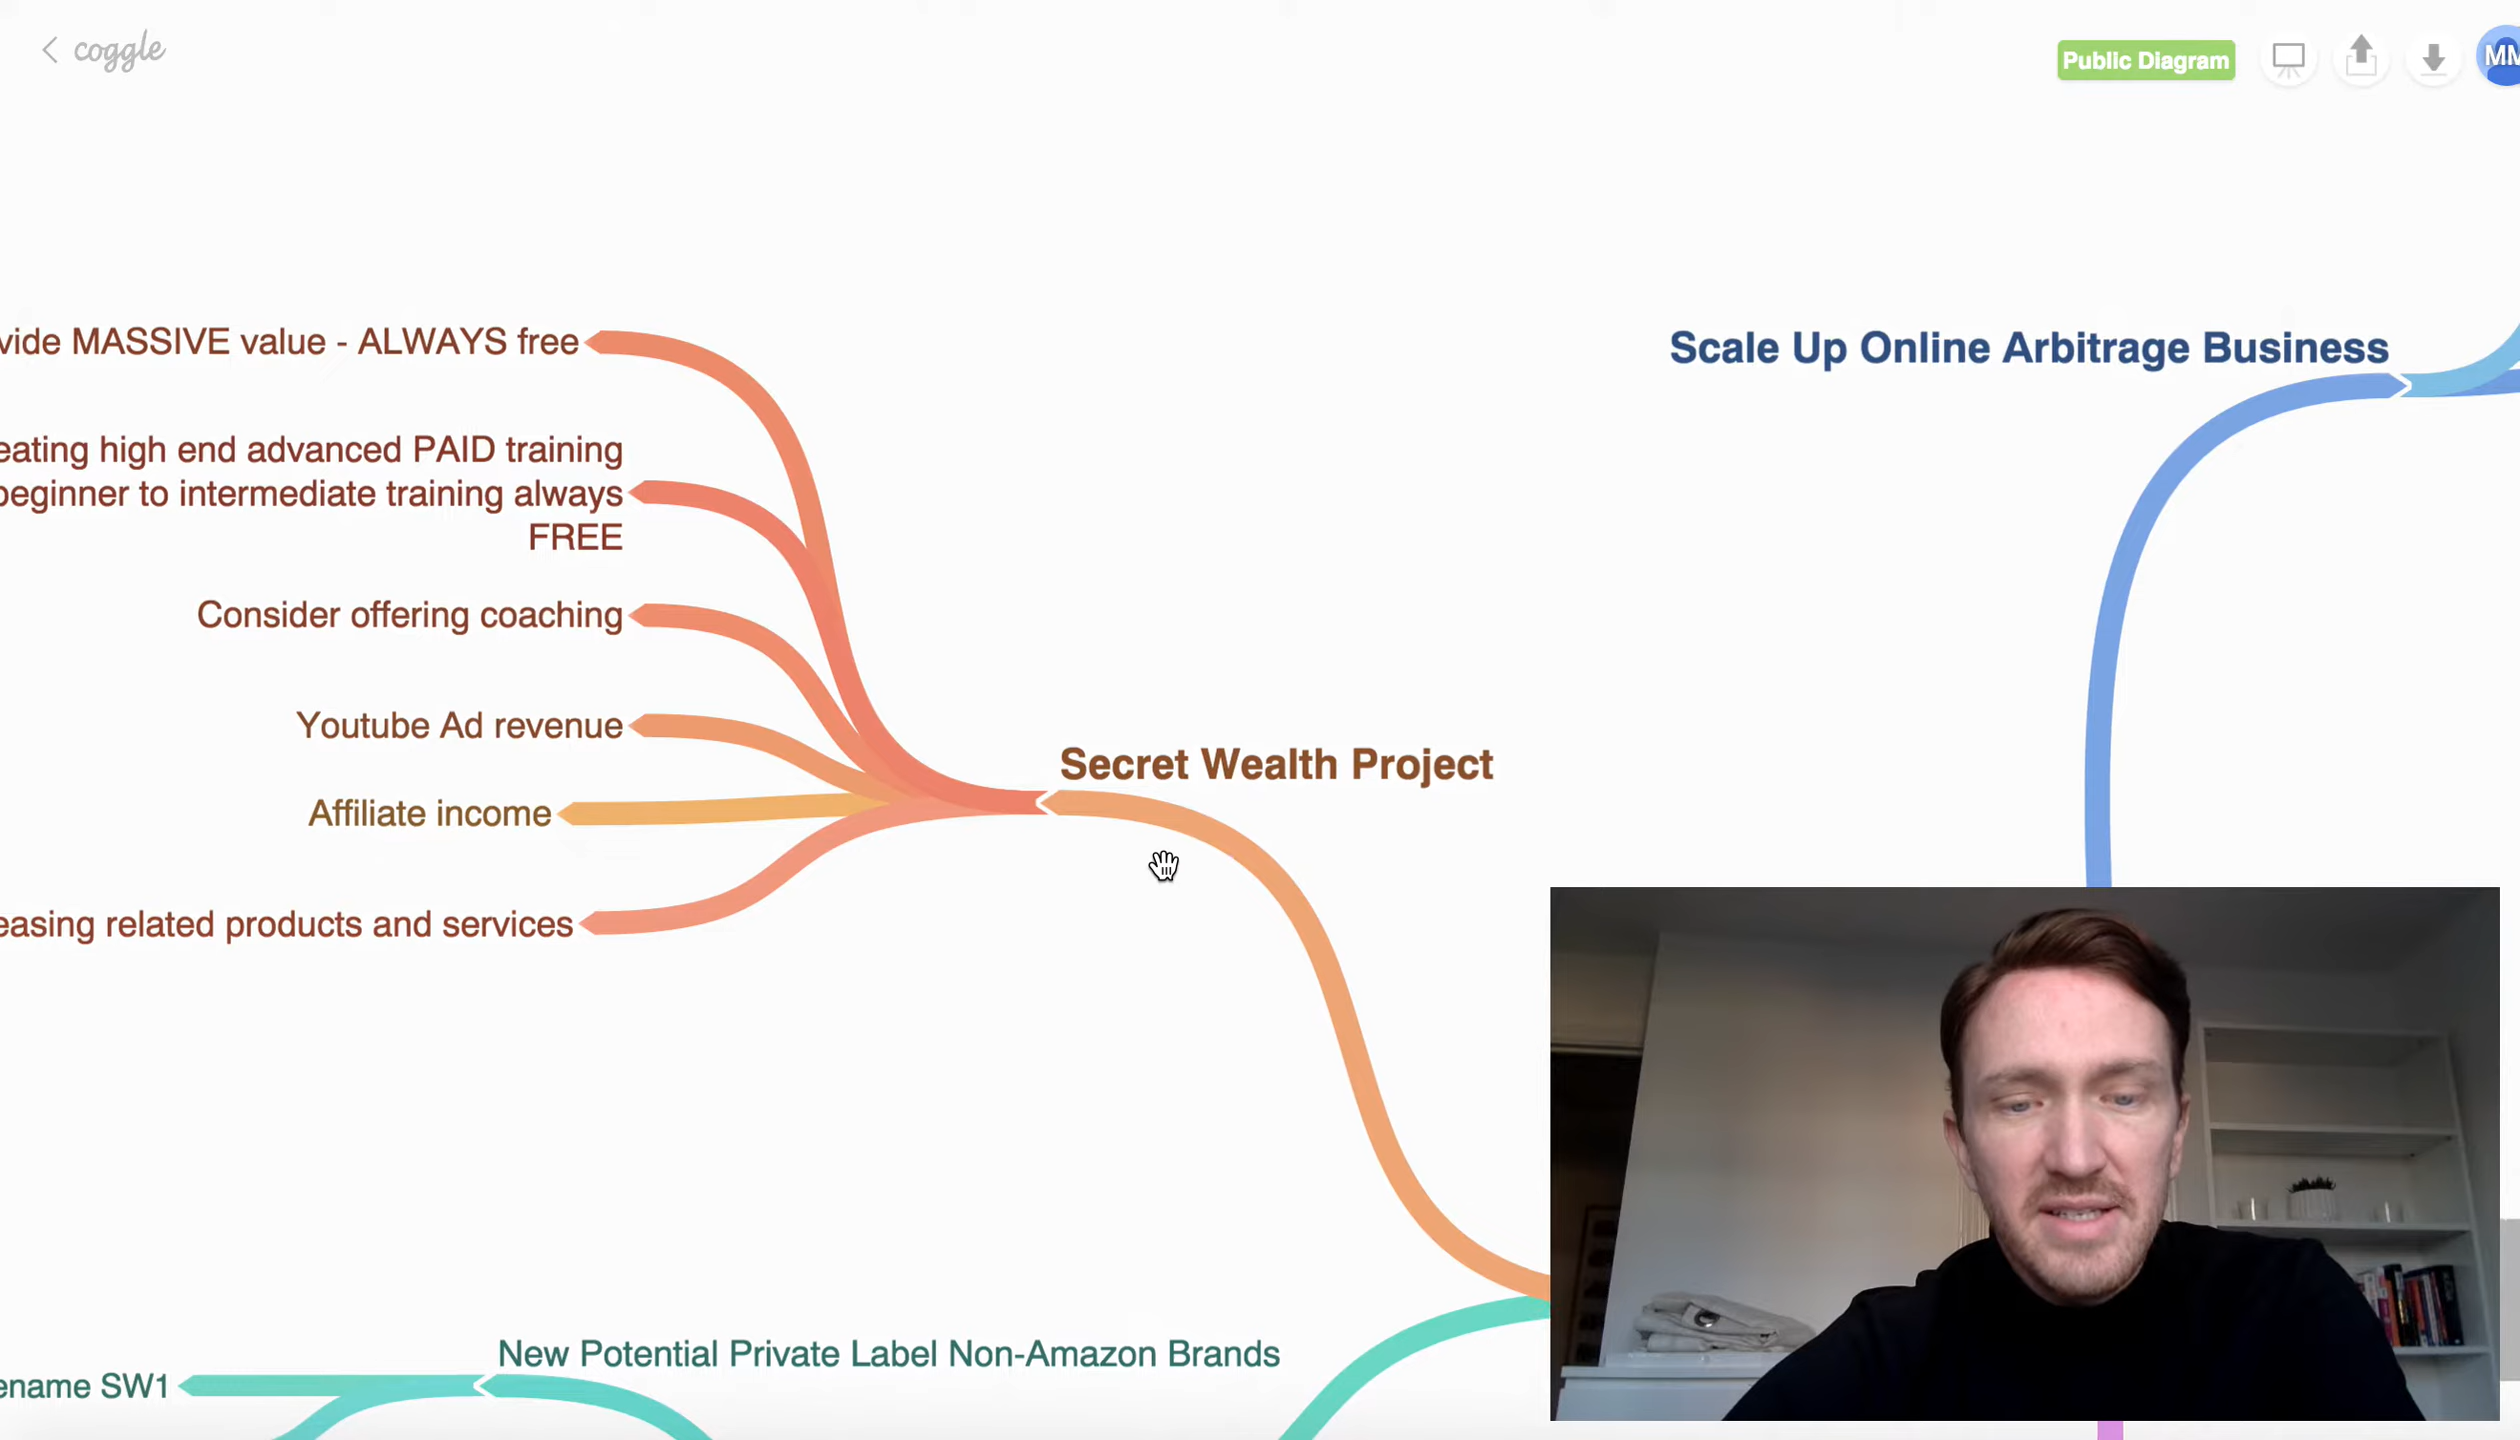 coggle
Public Diagram
MM
vide MASSIVE value - ALWAYS free
eating high end advanced PAID training
beginner to intermediate training always
FREE
Consider offering coaching
Youtube Ad revenue
Affiliate income
easing related products and services
Secret Wealth Project
Scale Up Online Arbitrage Business
New Potential Private Label Non-Amazon Brands
ename SW1